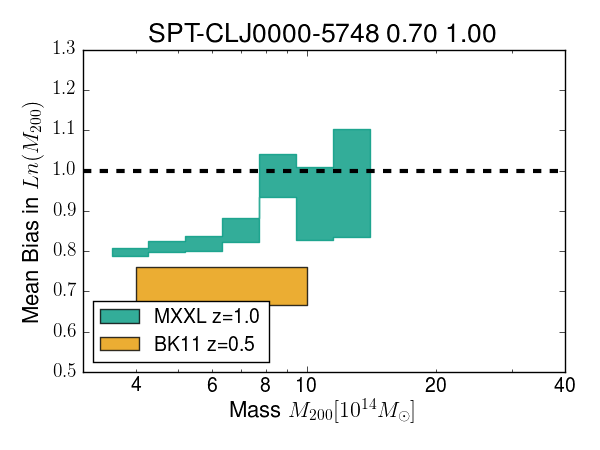 SPT-CLJ0000-5748 0.70 1.00
1.3
1.2
1.1
1.0
0.9
0.8
0.7
0.6
0.5
Mean Bias in Ln(M₂₀₀)
MXXL z=1.0
BK11 z=0.5
4 6 8 10 20 40
Mass M₂₀₀[10¹⁴M☉]